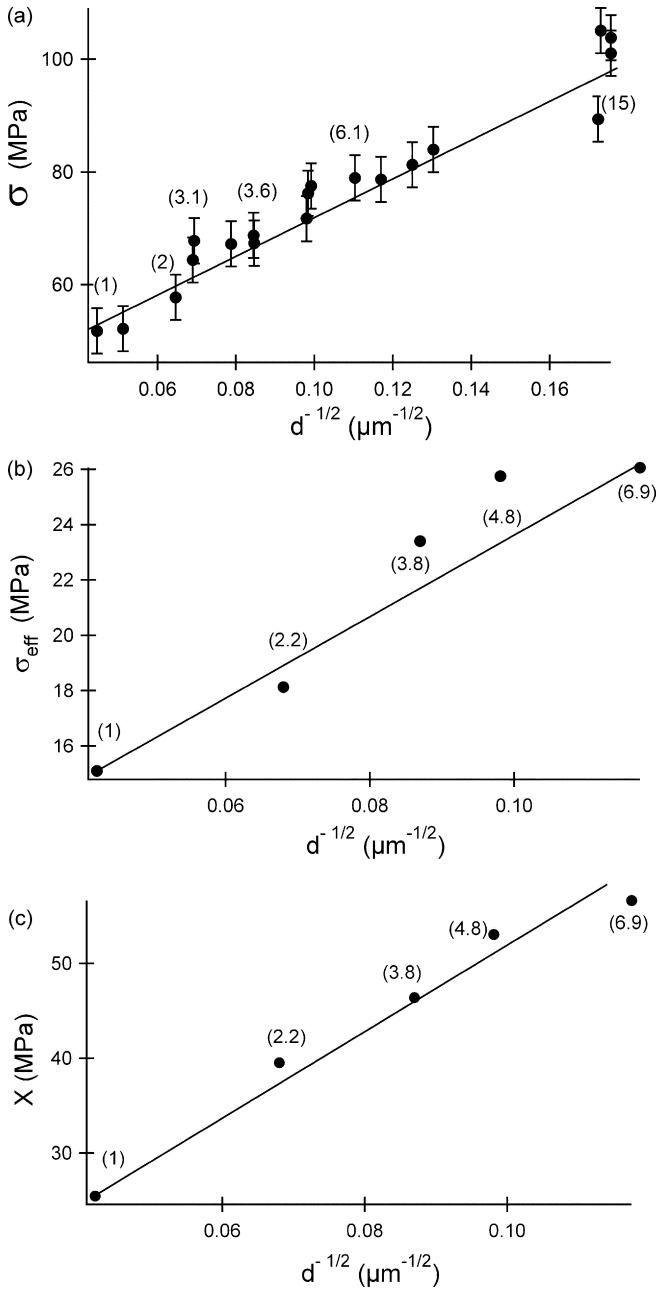 (a)
100
80
60
σ (MPa)
(1)
(2)
(3.1)
(3.6)
(6.1)
(15)
0.06 0.08 0.10 0.12 0.14 0.16
d- 1/2 (µm-1/2)
(b)
26
24
22
20
18
16
σeff (MPa)
(1)
(2.2)
(3.8)
(4.8)
(6.9)
0.06 0.08 0.10
d- 1/2 (µm-1/2)
(c)
50
40
30
X (MPa)
(1)
(2.2)
(3.8)
(4.8)
(6.9)
0.06 0.08 0.10
d- 1/2 (µm-1/2)